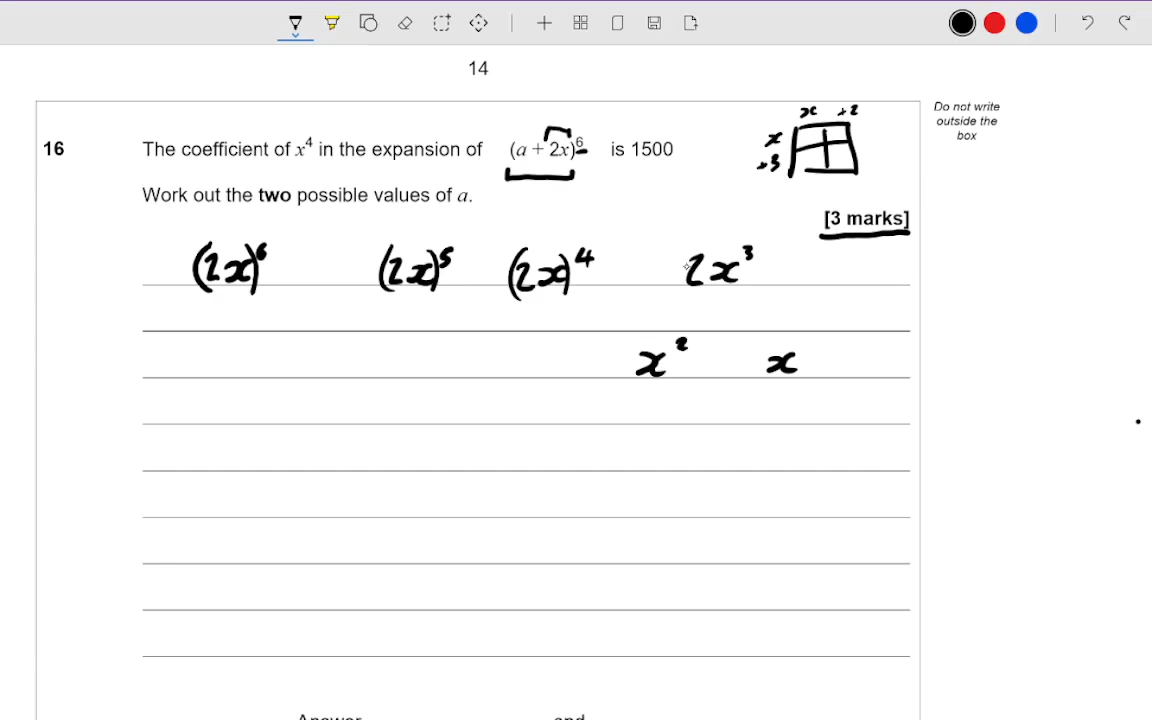 14
Do not write
outside the
box
x +2
x
+3
16 The coefficient of x⁴ in the expansion of (a + 2x)⁶ is 1500
Work out the two possible values of a.
[3 marks]
(2x)⁶ (2x)⁵ (2x)⁴ 2x³
x² x
Answer and